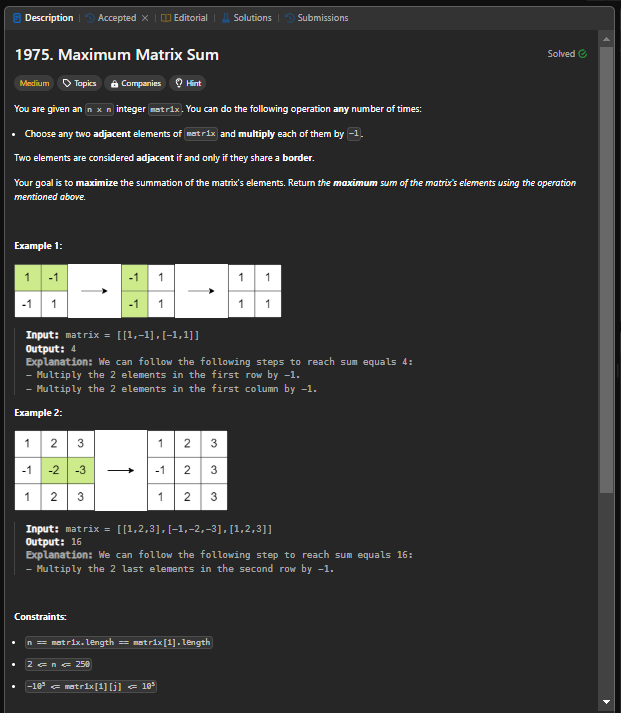 Description | Accepted × | Editorial | Solutions | Submissions
1975. Maximum Matrix Sum
Solved
Medium Topics Companies Hint
You are given an n x n integer matrix. You can do the following operation any number of times:
• Choose any two adjacent elements of matrix and multiply each of them by -1.
Two elements are considered adjacent if and only if they share a border.
Your goal is to maximize the summation of the matrix's elements. Return the maximum sum of the matrix's elements using the operation
mentioned above.
Example 1:
1 -1 → -1 1 → 1 1
-1 1 -1 1 1 1
Input: matrix = [[1,-1],[-1,1]]
Output: 4
Explanation: We can follow the following steps to reach sum equals 4:
- Multiply the 2 elements in the first row by -1.
- Multiply the 2 elements in the first column by -1.
Example 2:
1 2 3 1 2 3
-1 -2 -3 → -1 2 3
1 2 3 1 2 3
Input: matrix = [[1,2,3],[-1,-2,-3],[1,2,3]]
Output: 16
Explanation: We can follow the following step to reach sum equals 16:
- Multiply the 2 last elements in the second row by -1.
Constraints:
• n == matrix.length == matrix[i].length
• 2 <= n <= 250
• -10⁵ <= matrix[i][j] <= 10⁵